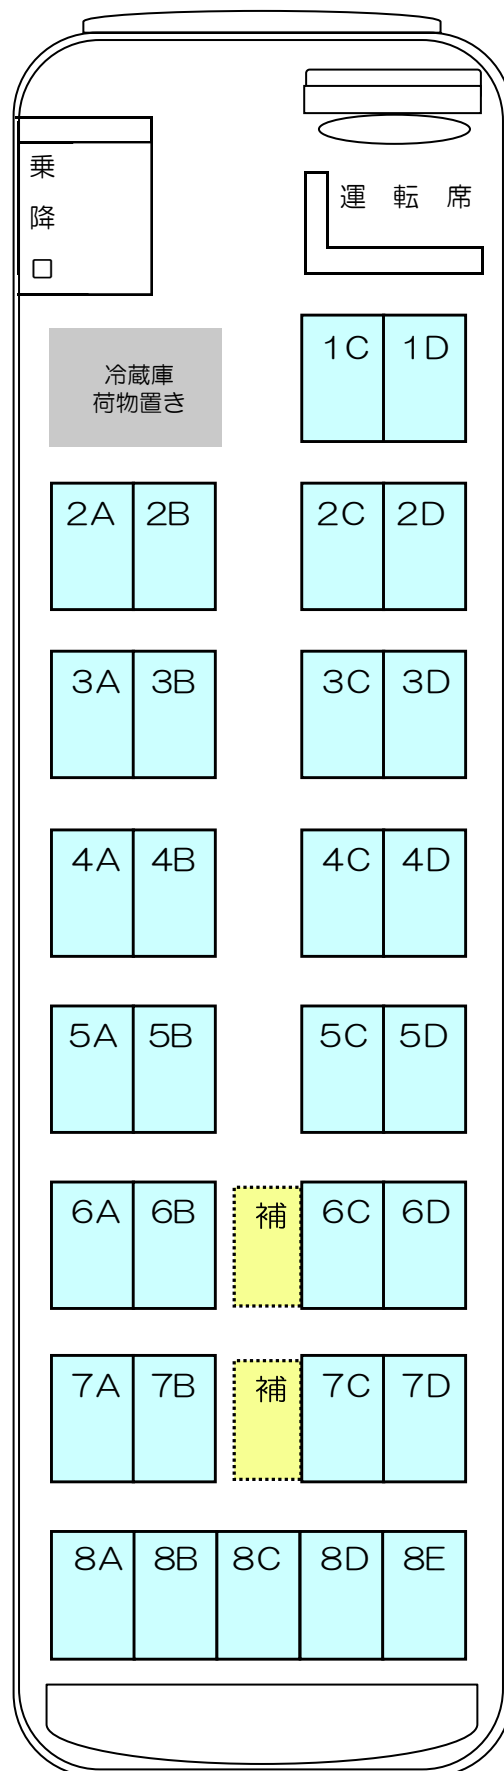 乗降口
運転席
1C 1D
冷蔵庫
荷物置き
2A 2B 2C 2D
3A 3B 3C 3D
4A 4B 4C 4D
5A 5B 5C 5D
6A 6B 補 6C 6D
7A 7B 補 7C 7D
8A 8B 8C 8D 8E